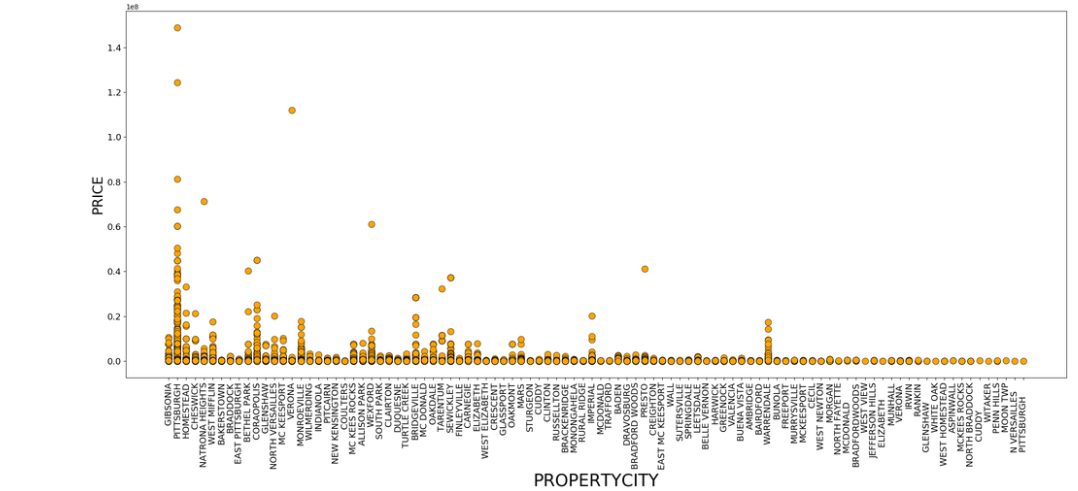 1e8
1.4
1.2
1.0
0.8
0.6
0.4
0.2
0.0
PRICE
GIBSONIA
PITTSBURGH
HOMESTEAD
CHESWICK
NATRONA HEIGHTS
WEST MIFFLIN
BAKERSTOWN
BRADDOCK
EAST PITTSBURGH
BETHEL PARK
CORAOPOLIS
GLENSHAW
NORTH VERSAILLES
MC KEESPORT
VERONA
MONROEVILLE
WILMERDING
INDIANOLA
PITCAIRN
NEW KENSINGTON
COULTERS
MC KEES ROCKS
ALLISON PARK
WEXFORD
SOUTH PARK
CLAIRTON
DUQUESNE
TURTLE CREEK
BRIDGEVILLE
MC DONALD
OAKDALE
TARENTUM
SEWICKLEY
FINLEYVILLE
CARNEGIE
ELIZABETH
WEST ELIZABETH
CRESCENT
GLASSPORT
OAKMONT
MARS
STURGEON
CUDDY
CLINTON
RUSSELLTON
BRACKENRIDGE
MONONGAHELA
RURAL RIDGE
IMPERIAL
MCDONALD
TRAFFORD
BUNDEN
DRAVOSBURG
BRADFORD WOODS
PRESTO
CREIGHTON
EAST MC KEESPORT
WALL
SUTERSVILLE
SPRINGDALE
LEETSDALE
BELLE VERNON
HARWICK
GREENOCK
VALENCIA
BUENA VISTA
AMBRIDGE
BAIRDFORD
WARRENDALE
BUNOLA
FREEPORT
MURRYSVILLE
MCKEESPORT
CECIL
WEST NEWTON
MORGAN
NORTH FAYETTE
MCDONALD
BRADFORDWOODS
WEST VIEW
JEFFERSON HILLS
ELIZABETH
MUNHALL
VERONA
IRWIN
RANKIN
GLENSHAW
WHITE OAK
WEST HOMESTEAD
ASPINWALL
MCKEES ROCKS
NORTH BRADDOCK
CUDDY
WITAKER
PENN HILLS
MOON TWP
N VERSAILLES
PITTSBURGH
PROPERTYCITY